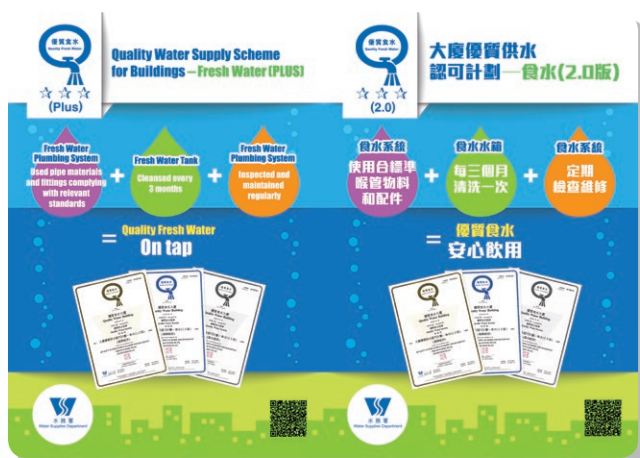 優質食水
Quality Fresh Water
(Plus)
Quality Water Supply Scheme
for Buildings – Fresh Water (PLUS)
Fresh Water
Plumbing System
Used pipe materials
and fittings complying
with relevant
standards
+
Fresh Water Tank
Cleansed every
3 months
+
Fresh Water
Plumbing System
Inspected and
maintained
regularly
= Quality Fresh Water
On tap
水務署
Water Supplies Department
優質食水
Quality Fresh Water
(2.0)
大廈優質供水
認可計劃—食水(2.0版)
食水系統
使用合標準
喉管物料
和配件
+
食水水箱
每三個月
清洗一次
+
食水系統
定期
檢查維修
= 優質食水
安心飲用
水務署
Water Supplies Department